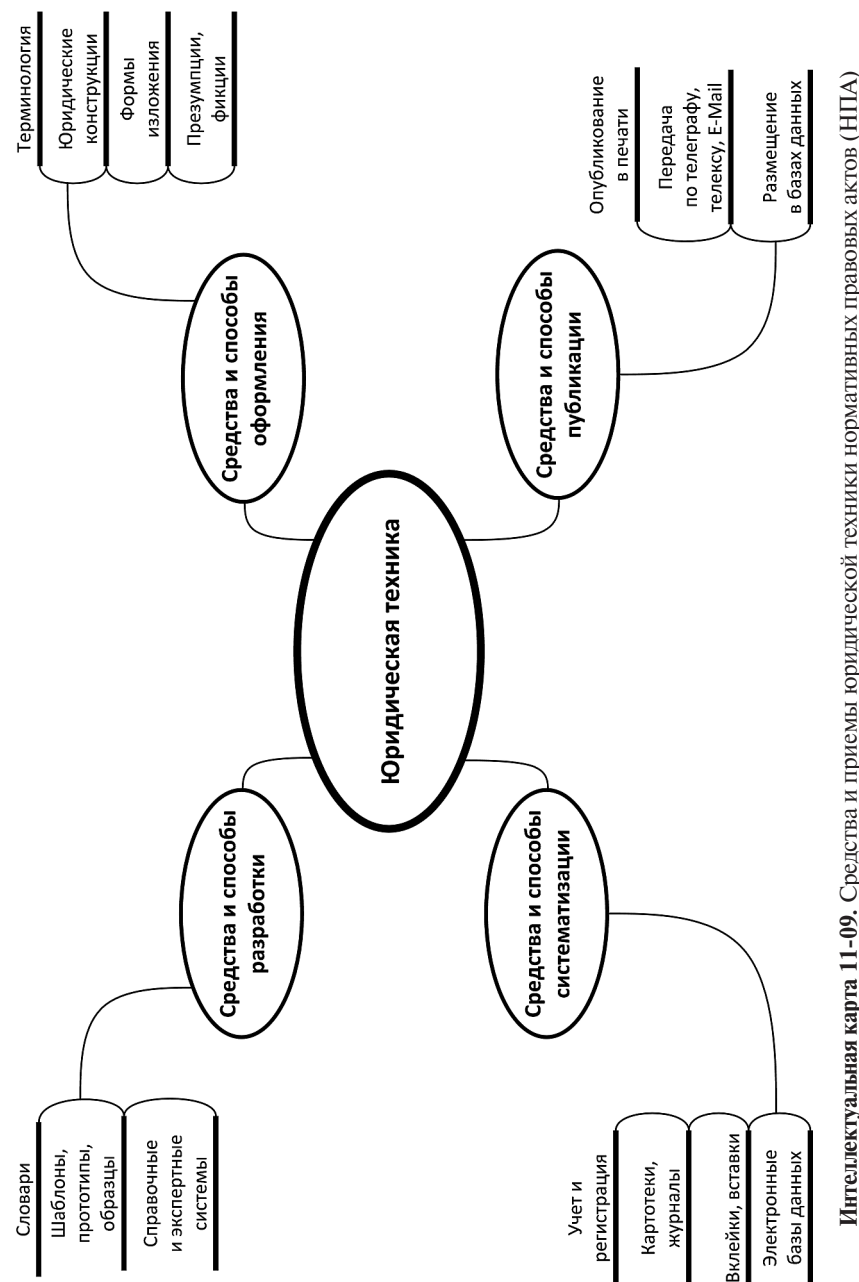 Словари
Шаблоны,
прототипы,
образцы
Справочные
и экспертные
системы
Средства и способы
разработки
Терминология
Юридические
конструкции
Формы
изложения
Презумпции,
фикции
Средства и способы
оформления
Юридическая техника
Учет и
регистрация
Картотеки,
журналы
Вклейки, вставки
Электронные
базы данных
Средства и способы
систематизации
Средства и способы
публикации
Опубликование
в печати
Передача
по телеграфу,
телексу, E-Mail
Размещение
в базах данных
Интеллектуальная карта 11-09. Средства и приемы юридической техники нормативных правовых актов (НПА)